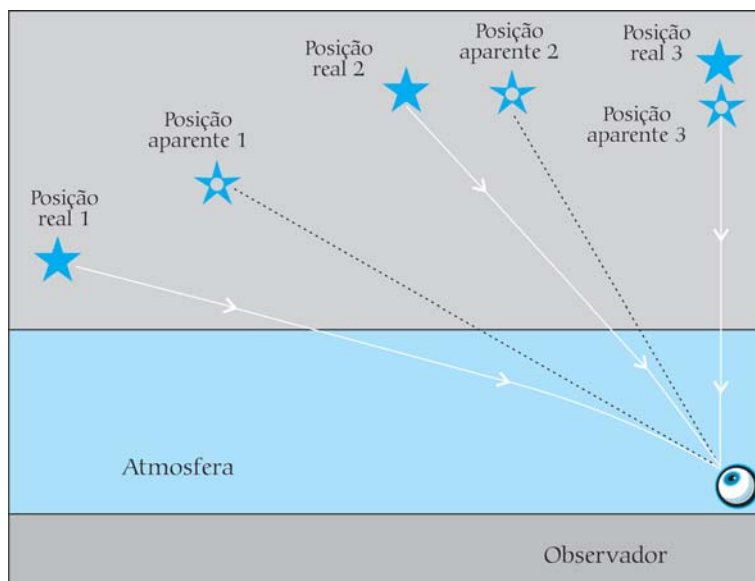 Posição
real 1
Posição
aparente 1
Posição
real 2
Posição
aparente 2
Posição
real 3
Posição
aparente 3
Atmosfera
Observador